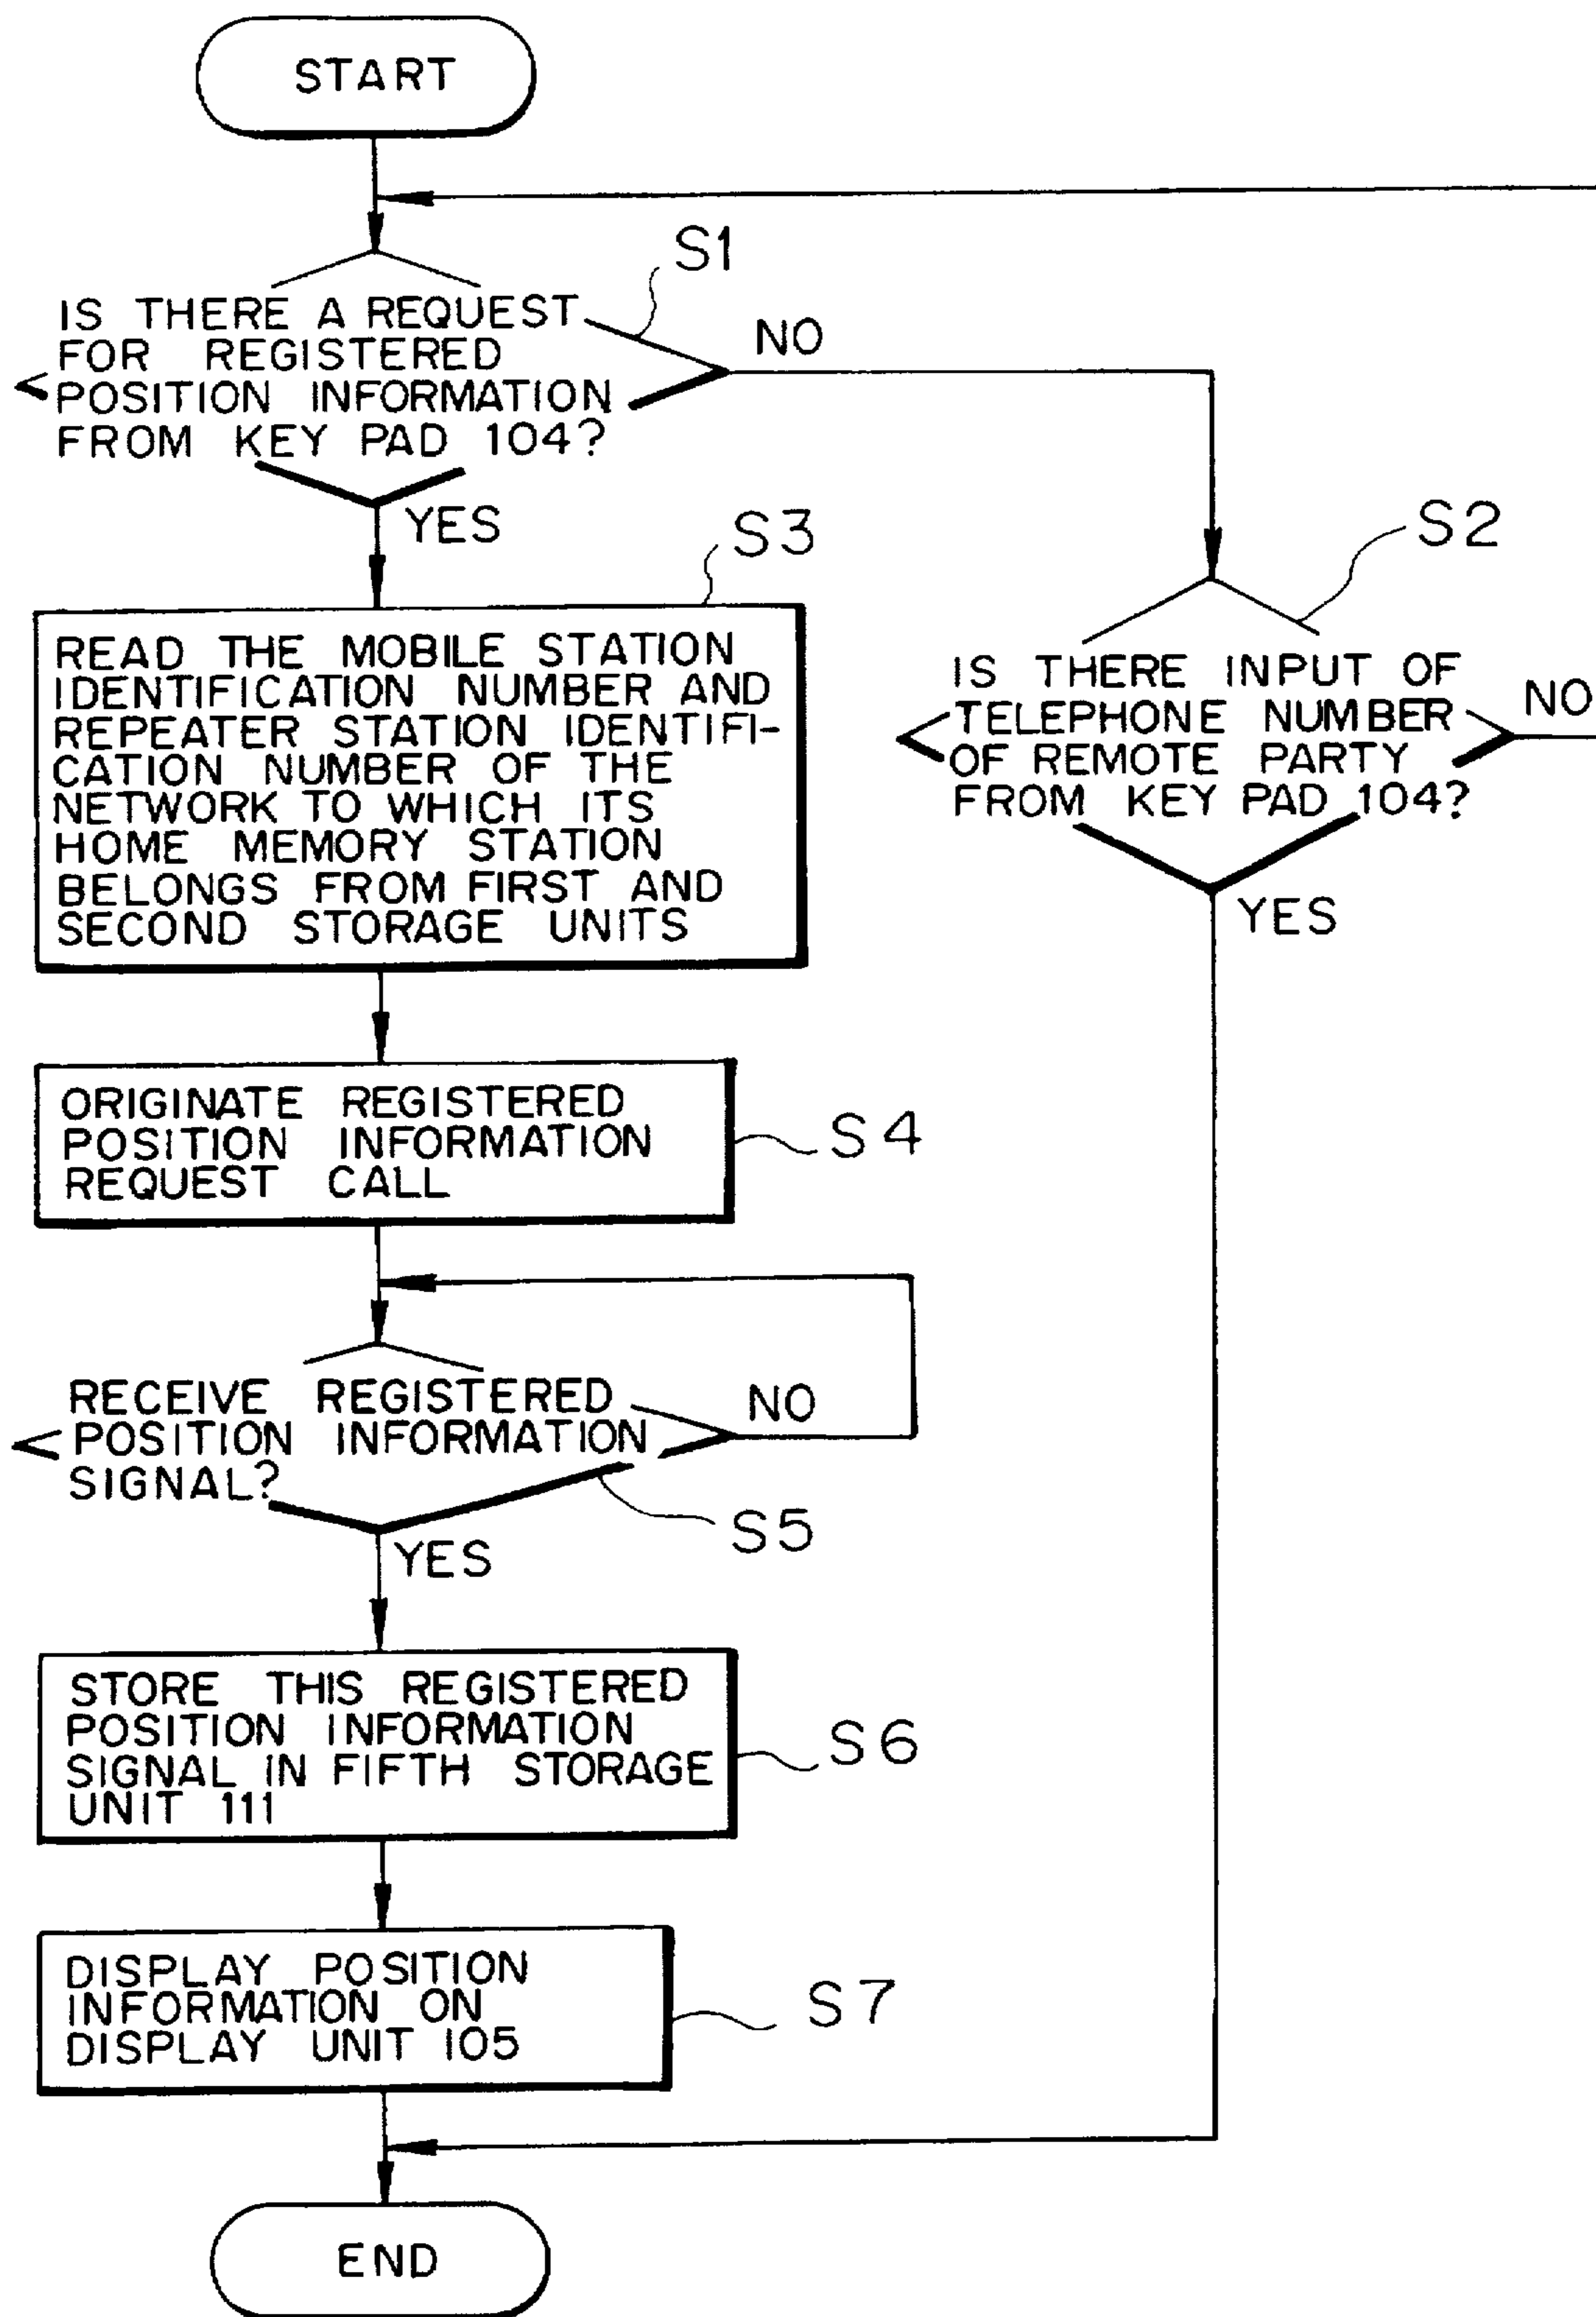 START
S1
IS THERE A REQUEST
FOR REGISTERED
POSITION INFORMATION
FROM KEY PAD 104?
NO
YES
S2
IS THERE INPUT OF
TELEPHONE NUMBER
OF REMOTE PARTY
FROM KEY PAD 104?
NO
YES
S3
READ THE MOBILE STATION
IDENTIFICATION NUMBER AND
REPEATER STATION IDENTIFI-
CATION NUMBER OF THE
NETWORK TO WHICH ITS
HOME MEMORY STATION
BELONGS FROM FIRST AND
SECOND STORAGE UNITS
ORIGINATE REGISTERED
POSITION INFORMATION
REQUEST CALL
S4
RECEIVE REGISTERED
POSITION INFORMATION
SIGNAL?
NO
S5
YES
STORE THIS REGISTERED
POSITION INFORMATION
SIGNAL IN FIFTH STORAGE
UNIT 111
S6
DISPLAY POSITION
INFORMATION ON
DISPLAY UNIT 105
S7
END